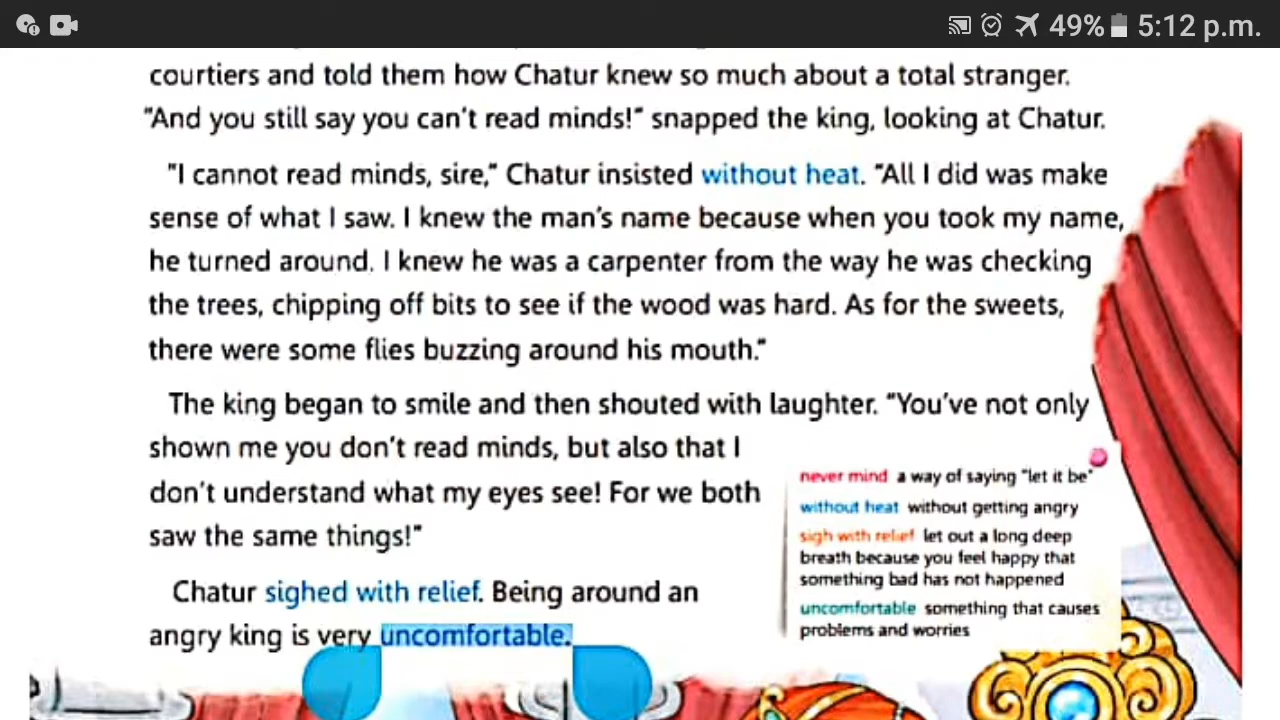 49% 5:12 p.m.
courtiers and told them how Chatur knew so much about a total stranger.
"And you still say you can't read minds!" snapped the king, looking at Chatur.
"I cannot read minds, sire," Chatur insisted without heat. "All I did was make
sense of what I saw. I knew the man's name because when you took my name,
he turned around. I knew he was a carpenter from the way he was checking
the trees, chipping off bits to see if the wood was hard. As for the sweets,
there were some flies buzzing around his mouth."
The king began to smile and then shouted with laughter. "You've not only
shown me you don't read minds, but also that I
don't understand what my eyes see! For we both
saw the same things!"
Chatur sighed with relief. Being around an
angry king is very uncomfortable.
never mind a way of saying "let it be"
without heat without getting angry
sigh with relief let out a long deep
breath because you feel happy that
something bad has not happened
uncomfortable something that causes
problems and worries